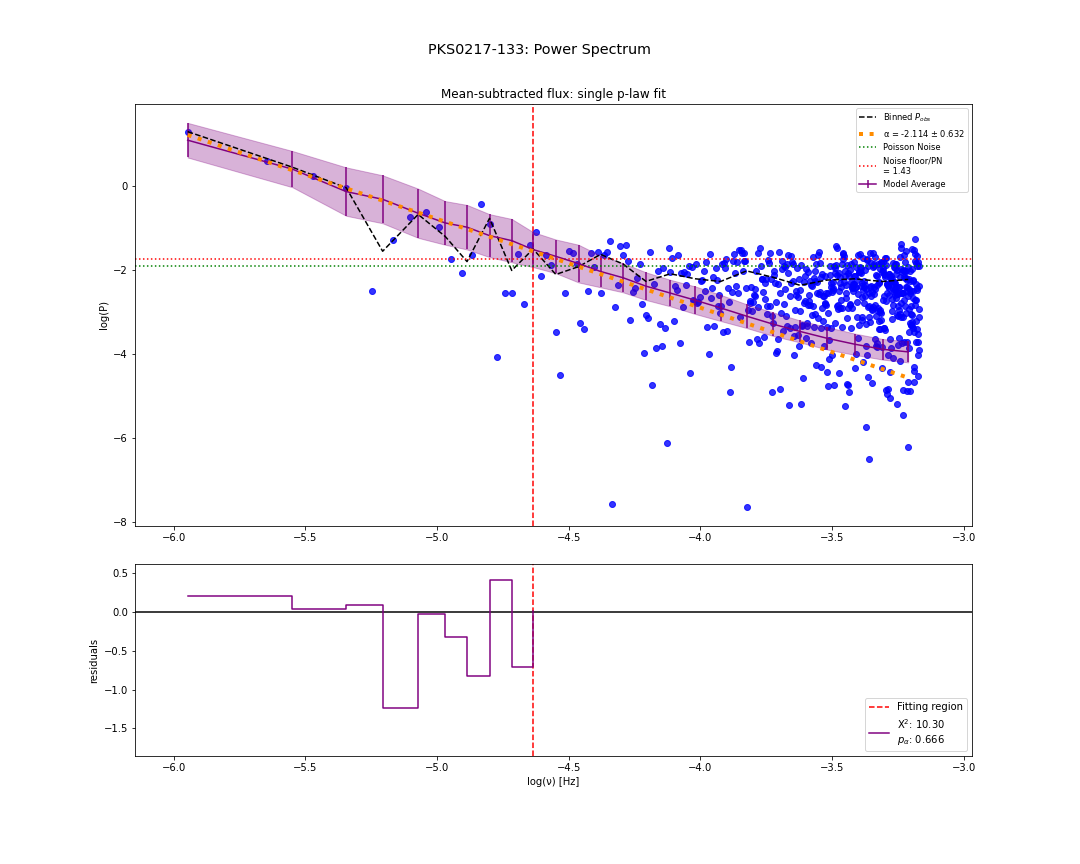 PKS0217-133: Power Spectrum
Mean-subtracted flux: single p-law fit
Binned P_obs
α = -2.114 ± 0.632
Poisson Noise
Noise floor/PN
= 1.43
Model Average
log(P)
0
−2
−4
−6
−8
−6.0 −5.5 −5.0 −4.5 −4.0 −3.5 −3.0
residuals
0.5
0.0
−0.5
−1.0
−1.5
Fitting region
X²: 10.30
p_α: 0.666
−6.0 −5.5 −5.0 −4.5 −4.0 −3.5 −3.0
log(ν) [Hz]